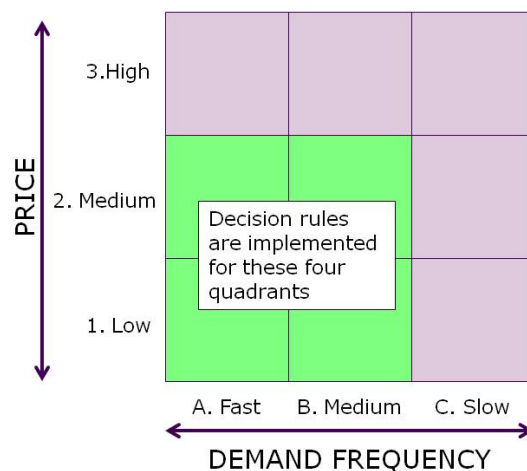 3.High
2. Medium
1. Low
PRICE
Decision rules
are implemented
for these four
quadrants
A. Fast
B. Medium
C. Slow
DEMAND FREQUENCY